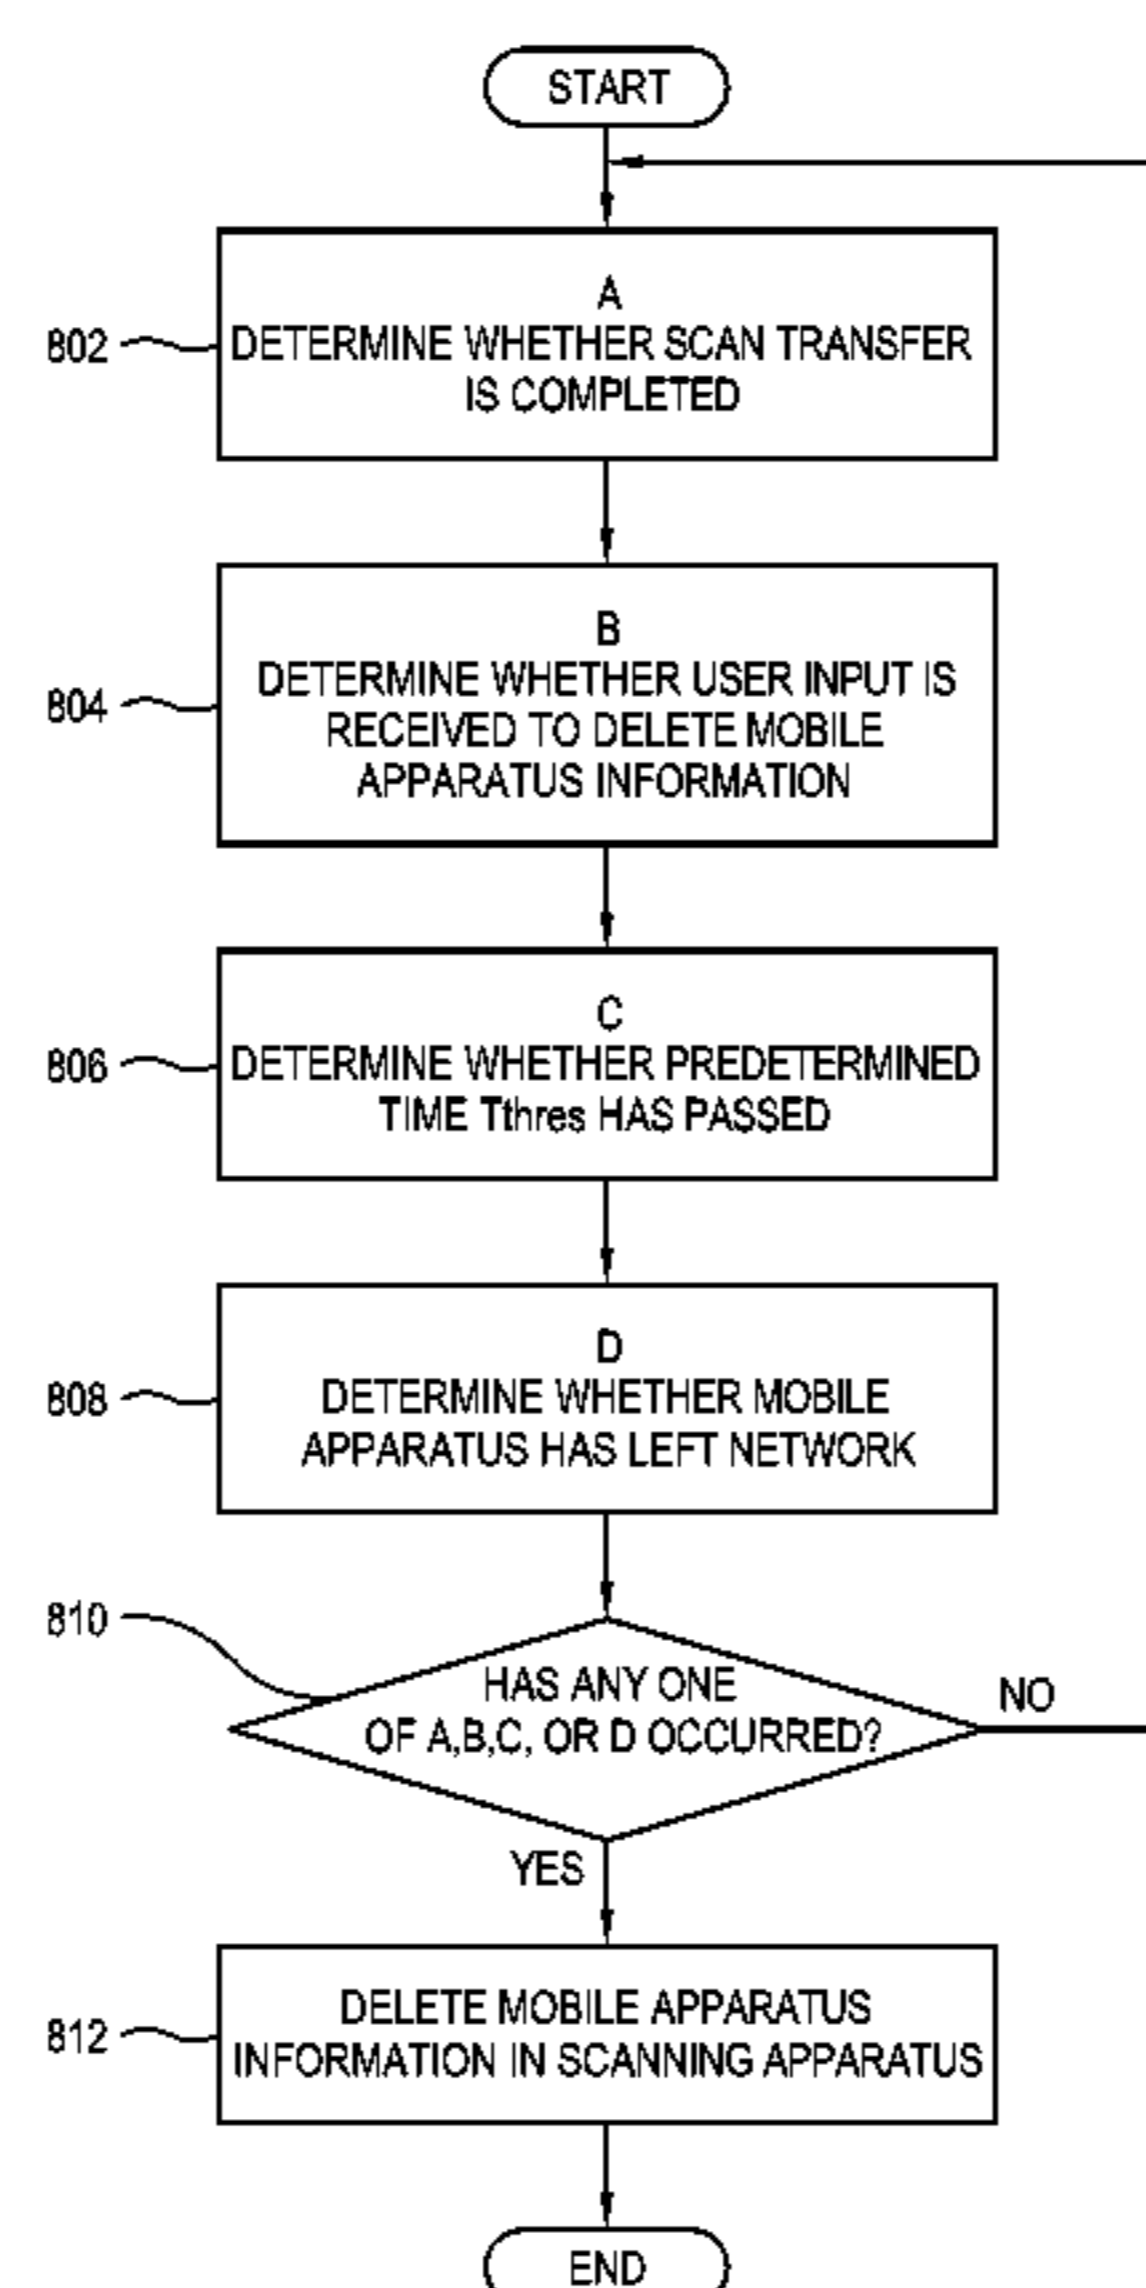 START
A
802
DETERMINE WHETHER SCAN TRANSFER
IS COMPLETED
B
DETERMINE WHETHER USER INPUT IS
804
RECEIVED TO DELETE MOBILE
APPARATUS INFORMATION
C
806
DETERMINE WHETHER PREDETERMINED
TIME Tthres HAS PASSED
D
808
DETERMINE WHETHER MOBILE
APPARATUS HAS LEFT NETWORK
810
HAS ANY ONE
OF A,B,C, OR D OCCURRED?
NO
YES
812
DELETE MOBILE APPARATUS
INFORMATION IN SCANNING APPARATUS
END